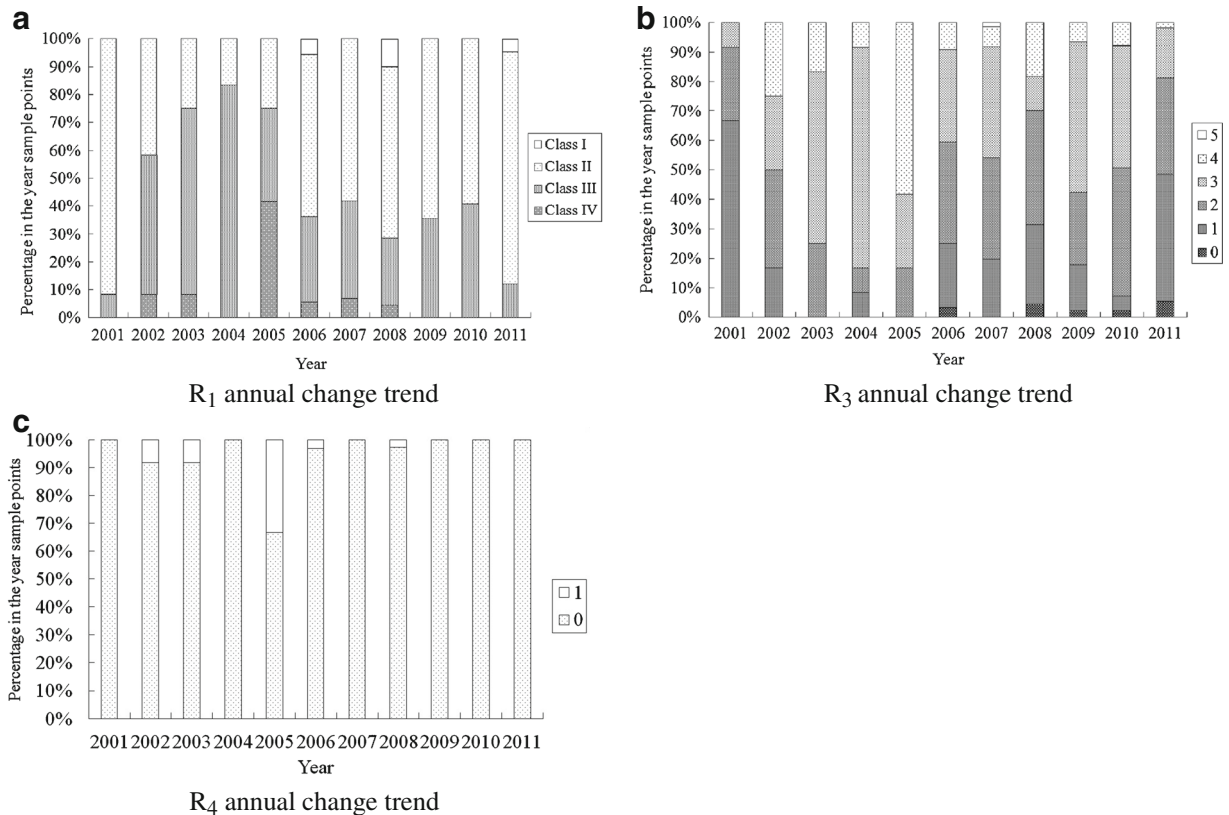 a
Percentage in the year sample points
100%
90%
80%
70%
60%
50%
40%
30%
20%
10%
0%
2001 2002 2003 2004 2005 2006 2007 2008 2009 2010 2011
Year
Class I
Class II
Class III
Class IV
R1 annual change trend
b
Percentage in the year sample points
100%
90%
80%
70%
60%
50%
40%
30%
20%
10%
0%
2001 2002 2003 2004 2005 2006 2007 2008 2009 2010 2011
Year
5
4
3
2
1
0
R3 annual change trend
c
Percentage in the year sample points
100%
90%
80%
70%
60%
50%
40%
30%
20%
10%
0%
2001 2002 2003 2004 2005 2006 2007 2008 2009 2010 2011
Year
1
0
R4 annual change trend